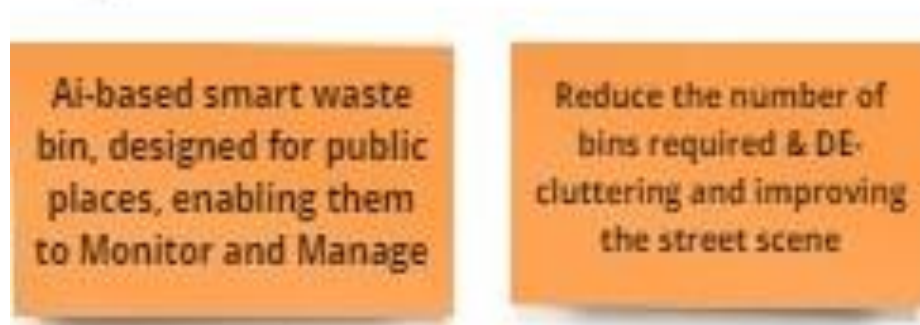 Ai-based smart waste
bin, designed for public
places, enabling them
to Monitor and Manage
Reduce the number of
bins required & DE-
cluttering and improving
the street scene